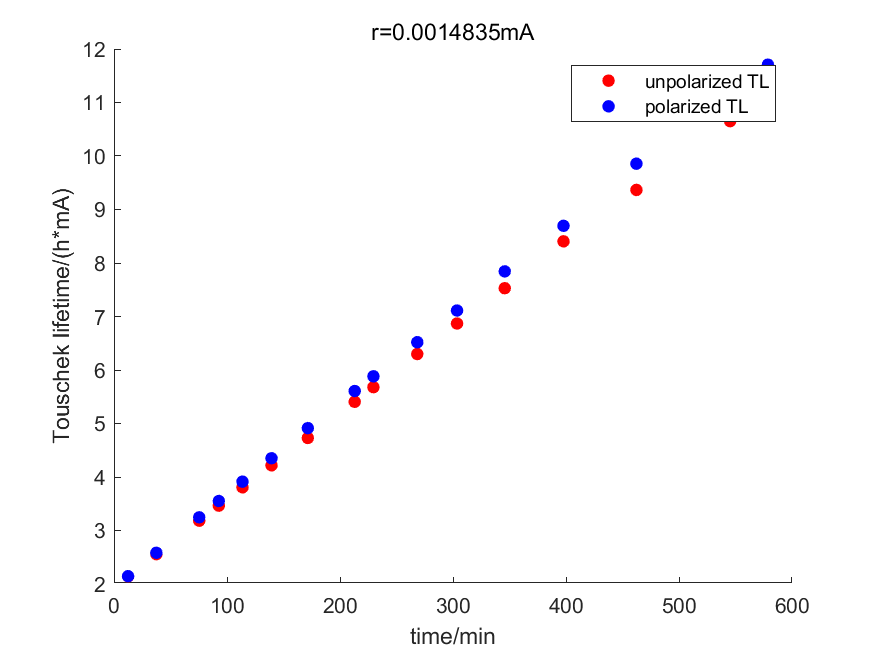 r=0.0014835mA
12
11
10
9
8
7
6
5
4
3
2
Touschek lifetime/(h*mA)
unpolarized TL
polarized TL
0 100 200 300 400 500 600
time/min